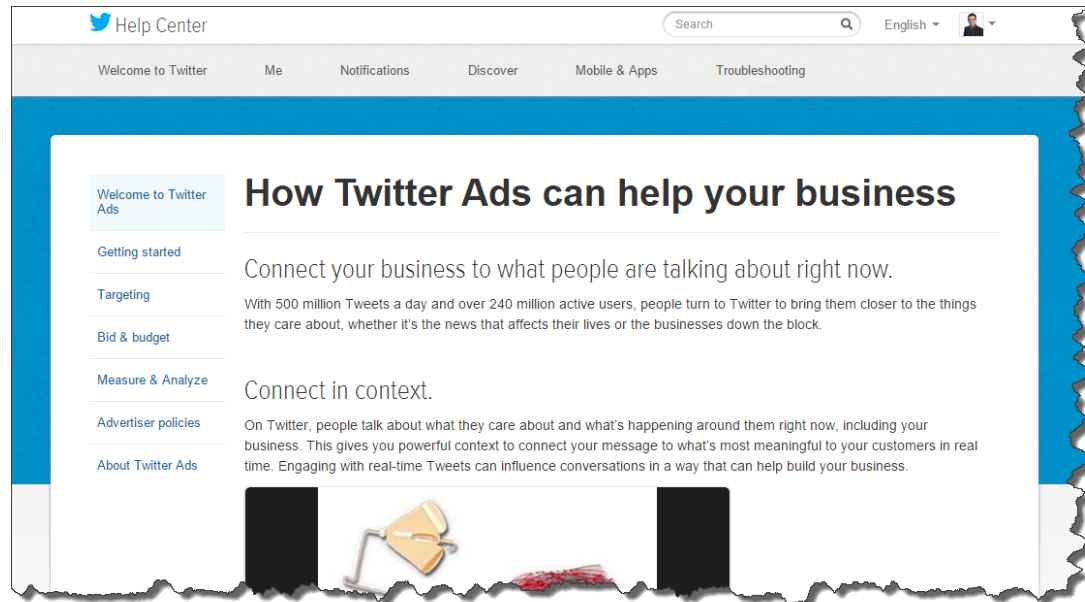 Help Center
Search
English
Welcome to Twitter
Me
Notifications
Discover
Mobile & Apps
Troubleshooting
Welcome to Twitter
Ads
Getting started
Targeting
Bid & budget
Measure & Analyze
Advertiser policies
About Twitter Ads
How Twitter Ads can help your business
Connect your business to what people are talking about right now.
With 500 million Tweets a day and over 240 million active users, people turn to Twitter to bring them closer to the things
they care about, whether it's the news that affects their lives or the businesses down the block.
Connect in context.
On Twitter, people talk about what they care about and what's happening around them right now, including your
business. This gives you powerful context to connect your message to what's most meaningful to your customers in real
time. Engaging with real-time Tweets can influence conversations in a way that can help build your business.